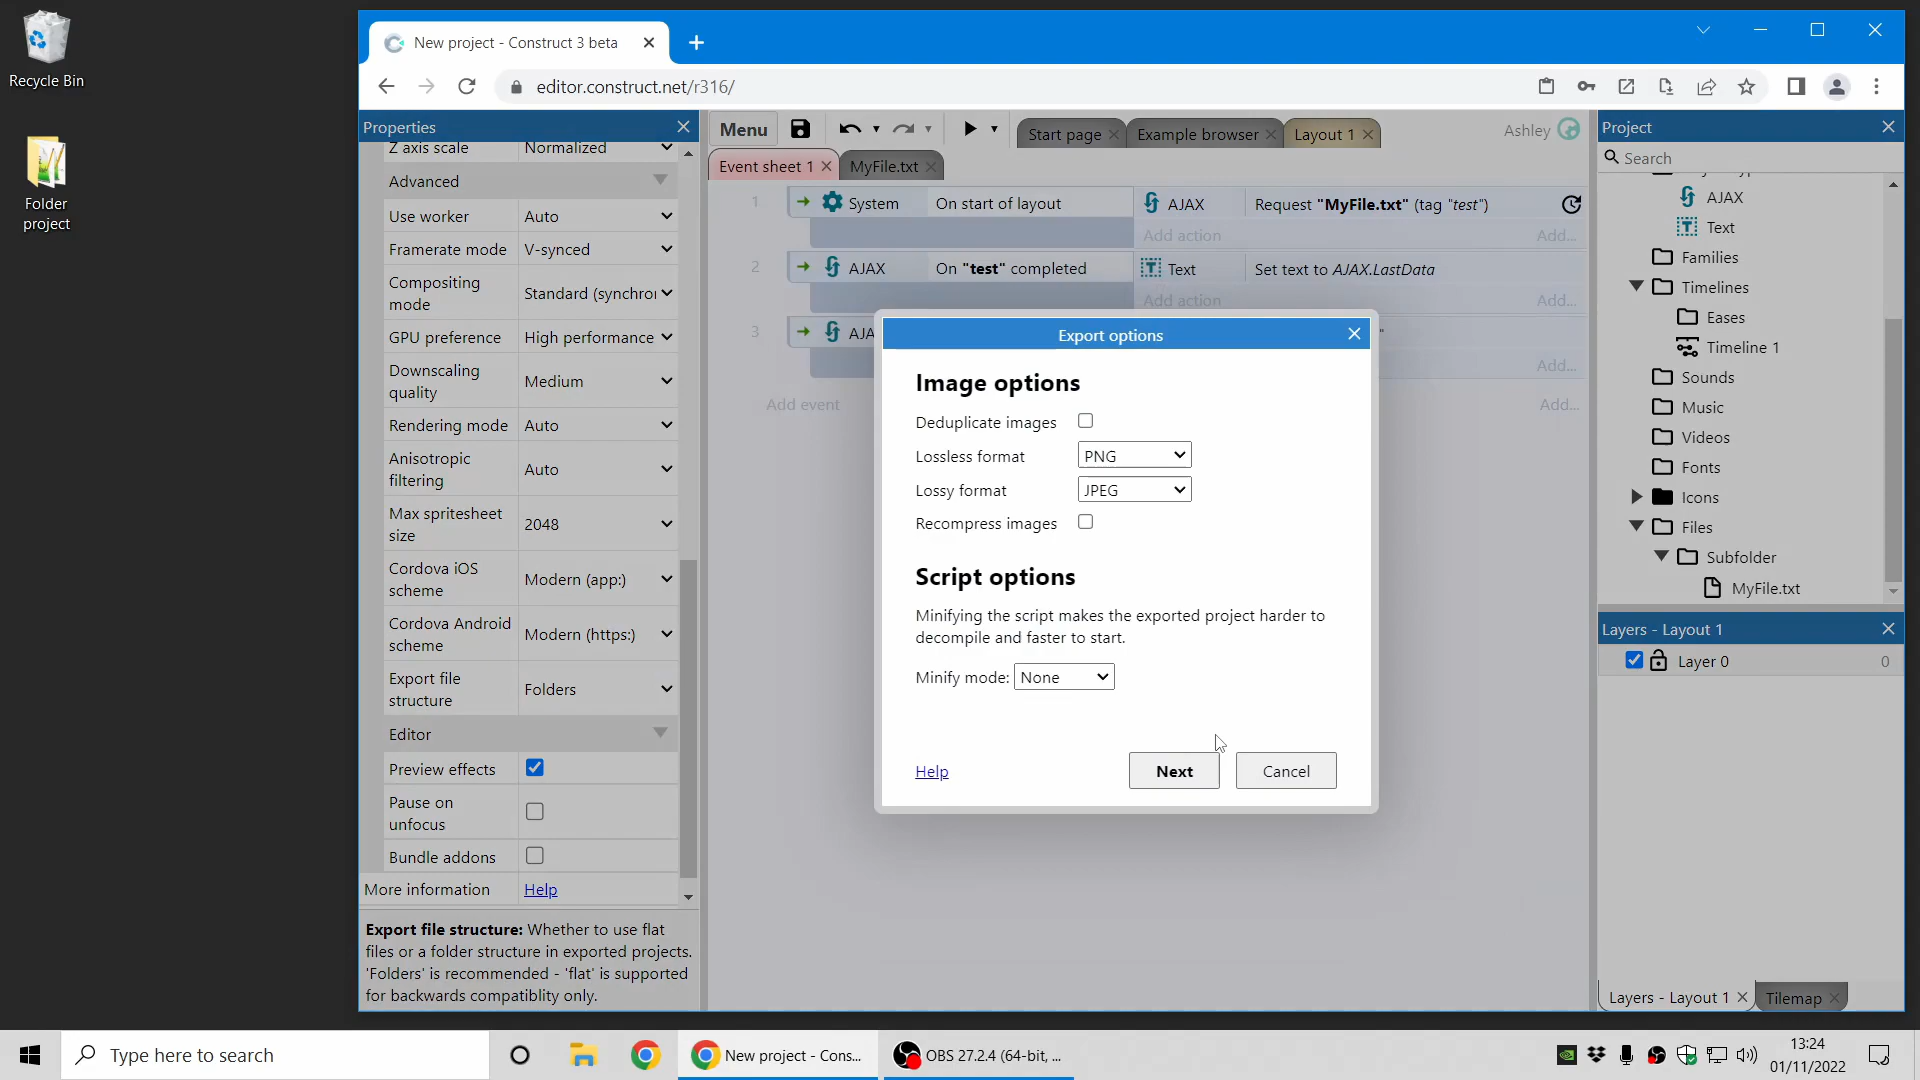 Recycle Bin
Folder
project
New project - Construct 3 beta
editor.construct.net/r316/
Properties
Z axis scale Normalized
Advanced
Use worker Auto
Framerate mode V-synced
Compositing
mode
Standard (synchror
GPU preference High performance
Downscaling
quality
Medium
Rendering mode Auto
Anisotropic
filtering
Auto
Max spritesheet
size
2048
Cordova iOS
scheme
Modern (app:)
Cordova Android
scheme
Modern (https:)
Export file
structure
Folders
Editor
Preview effects
Pause on
unfocus
Bundle addons
More information Help
Export file structure: Whether to use flat
files or a folder structure in exported projects.
'Folders' is recommended - 'flat' is supported
for backwards compatiblity only.
Menu
Start page
Example browser
Layout 1
Ashley
Event sheet 1
MyFile.txt
1 System On start of layout AJAX Request "MyFile.txt" (tag "test")
Add action Add...
2 AJAX On "test" completed Text Set text to AJAX.LastData
Add action Add...
3 AJA "
Add...
Add event Add...
Export options
Image options
Deduplicate images
Lossless format PNG
Lossy format JPEG
Recompress images
Script options
Minifying the script makes the exported project harder to
decompile and faster to start.
Minify mode: None
Help Next Cancel
Project
Search
AJAX
Text
Families
Timelines
Eases
Timeline 1
Sounds
Music
Videos
Fonts
Icons
Files
Subfolder
MyFile.txt
Layers - Layout 1
Layer 0 0
Layers - Layout 1
Tilemap
Type here to search
New project - Cons...
OBS 27.2.4 (64-bit, ...
13:24
01/11/2022